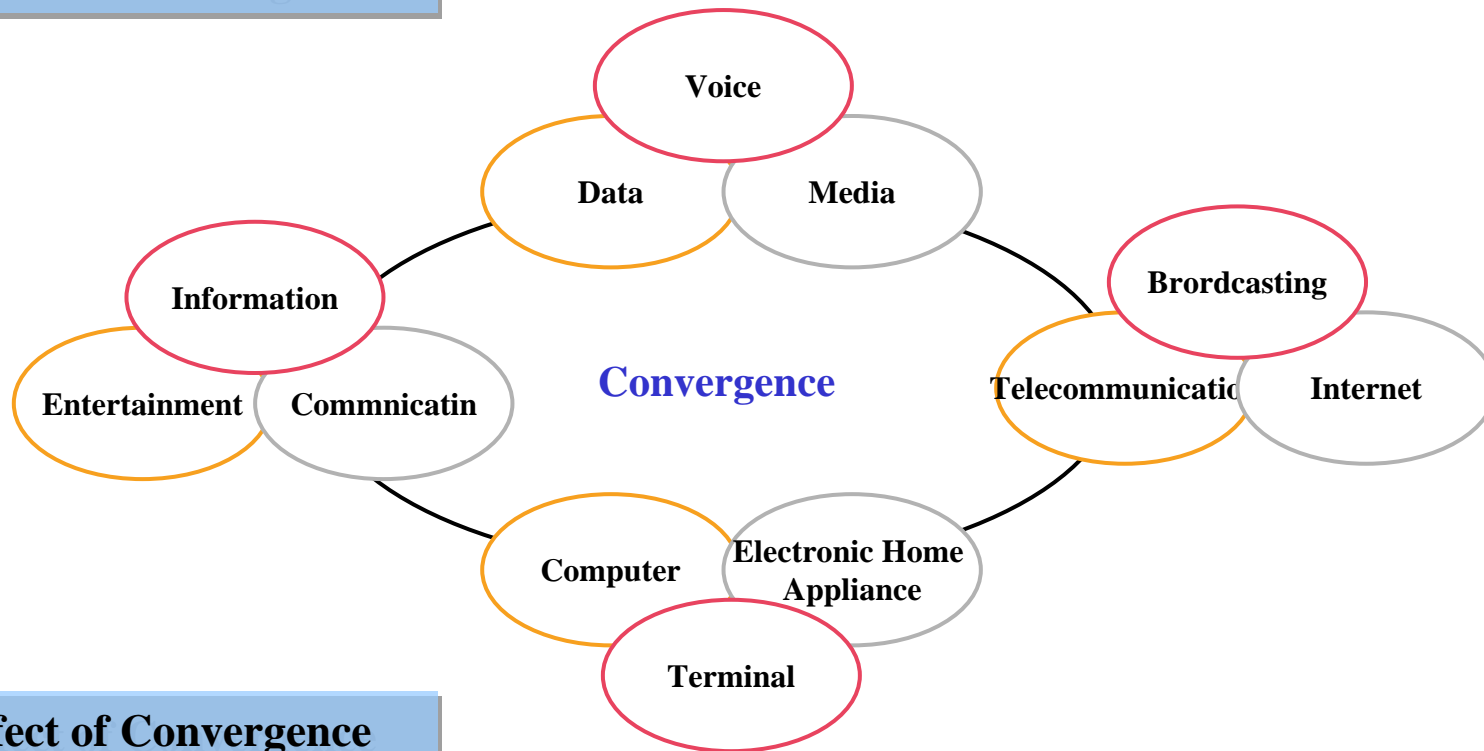 Voice
Data
Media
Information
Brordcasting
Entertainment
Commnicatin
Convergence
Telecommunicatio
Internet
Computer
Electronic Home
Appliance
Terminal
fect of Convergence